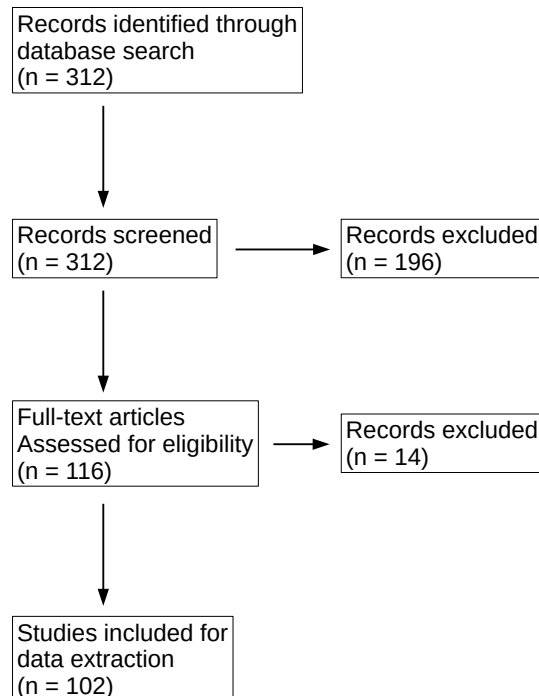 Records identified through
database search
(n = 312)
Records screened
(n = 312)
Records excluded
(n = 196)
Full-text articles
Assessed for eligibility
(n = 116)
Records excluded
(n = 14)
Studies included for
data extraction
(n = 102)